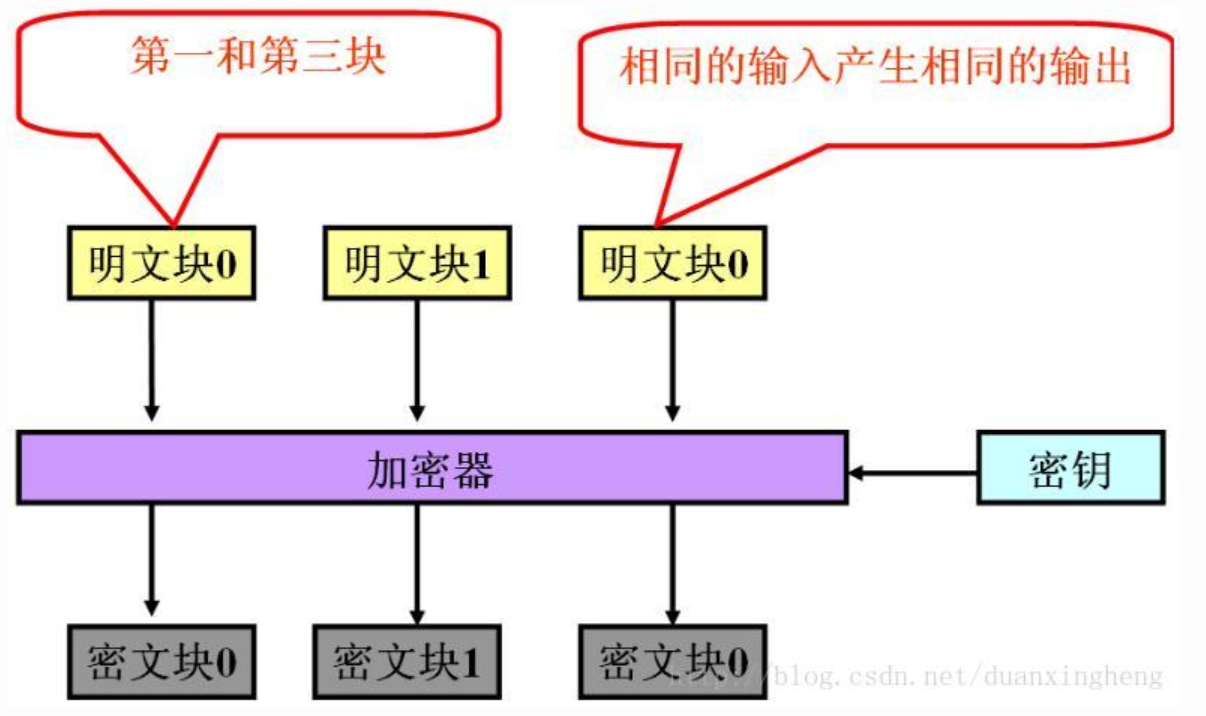 第一和第三块
相同的输入产生相同的输出
明文块0
明文块1
明文块0
加密器
密钥
密文块0
密文块1
密文块0
http://blog.csdn.net/duanxingheng